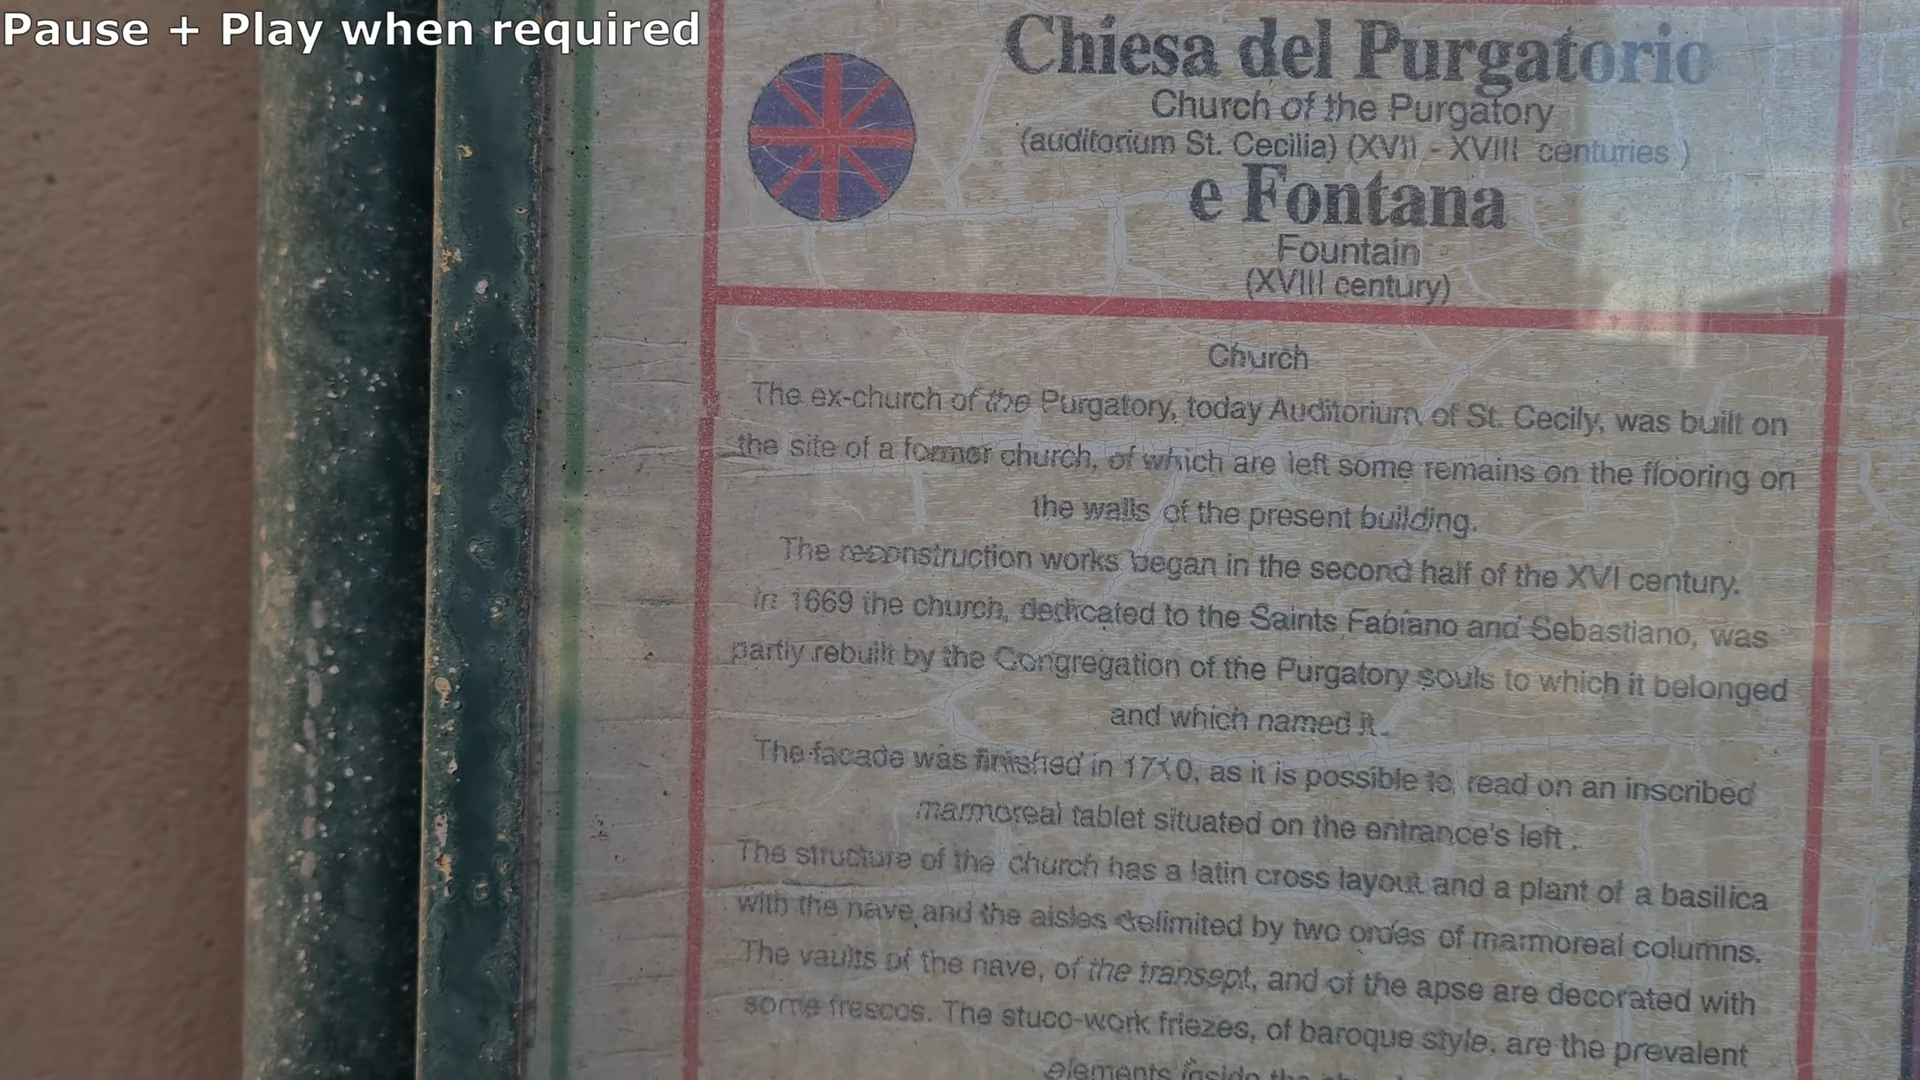 Pause + Play when required
Chiesa del Purgatorio
Church of the Purgatory
(auditorium St. Cecilia) (XVII - XVIII centuries )
e Fontana
Fountain
(XVIII century)
Church
The ex-church of the Purgatory, today Auditorium of St. Cecily, was built on
the site of a former church, of which are left some remains on the flooring on
the walls of the present building.
The reconstruction works began in the second half of the XVI century.
In 1669 the church, dedicated to the Saints Fabiano and Sebastiano, was
partly rebuilt by the Congregation of the Purgatory souls to which it belonged
and which named it.
The facade was finished in 1710, as it is possible to read on an inscribed
marmoreal tablet situated on the entrance's left .
The structure of the church has a latin cross layout and a plant of a basilica
with the nave and the aisles delimited by two ordes of marmoreal columns.
The vaults of the nave, of the transept, and of the apse are decorated with
some frescos. The stucc-work friezes, of baroque style, are the prevalent
elements inside the